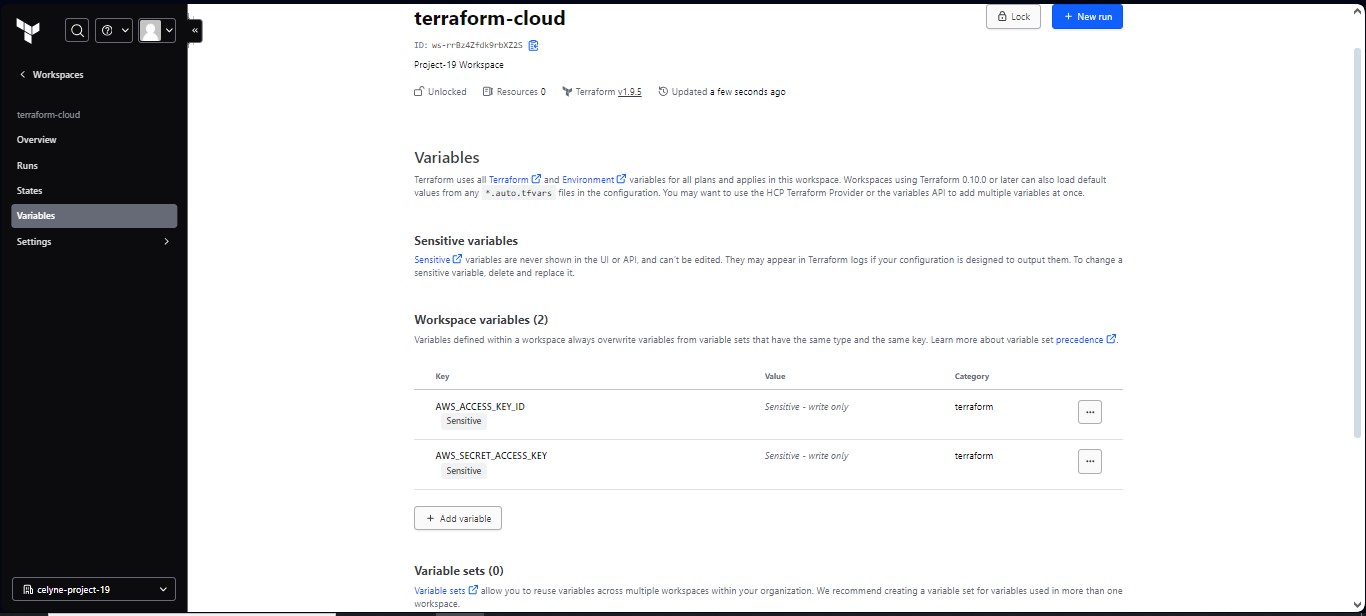 terraform-cloud
Lock
+ New run
«
ID: ws-rrBz4Zfdk9rbXZ2S
Project-19 Workspace
Workspaces
Unlocked Resources 0 Terraform v1.9.5 Updated a few seconds ago
terraform-cloud
Overview
Runs
States
Variables
Settings
Variables
Terraform uses all Terraform and Environment variables for all plans and applies in this workspace. Workspaces using Terraform 0.10.0 or later can also load default
values from any *.auto.tfvars files in the configuration. You may want to use the HCP Terraform Provider or the variables API to add multiple variables at once.
Sensitive variables
Sensitive variables are never shown in the UI or API, and can't be edited. They may appear in Terraform logs if your configuration is designed to output them. To change a
sensitive variable, delete and replace it.
Workspace variables (2)
Variables defined within a workspace always overwrite variables from variable sets that have the same type and the same key. Learn more about variable set precedence.
Key Value Category
AWS_ACCESS_KEY_ID Sensitive - write only terraform ...
Sensitive
AWS_SECRET_ACCESS_KEY Sensitive - write only terraform ...
Sensitive
+ Add variable
Variable sets (0)
Variable sets allow you to reuse variables across multiple workspaces within your organization. We recommend creating a variable set for variables used in more than one
workspace.
celyne-project-19